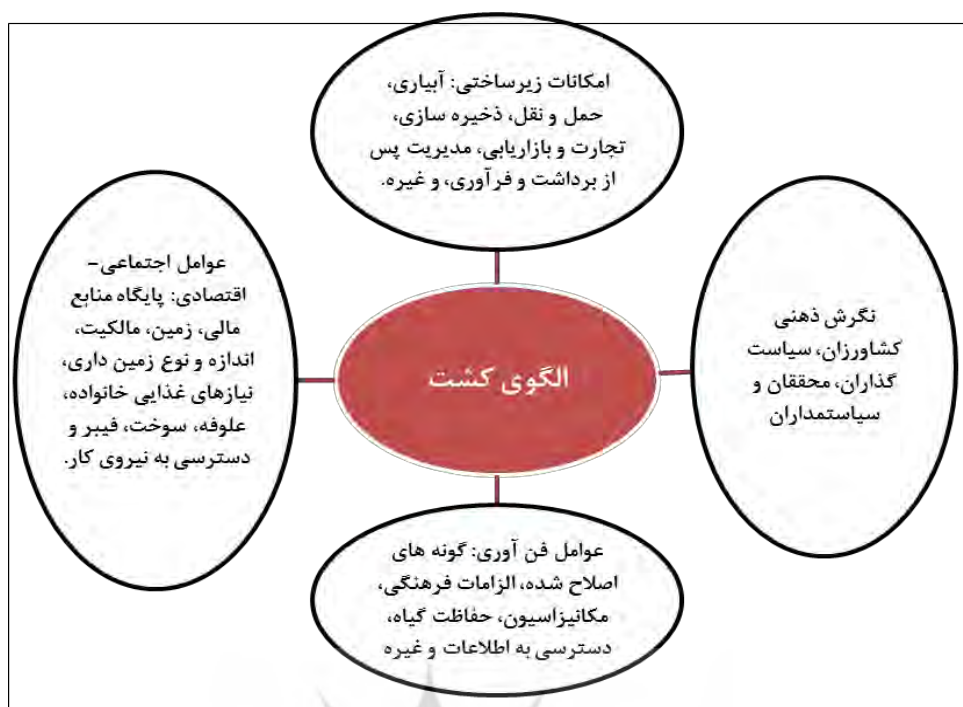 امکانات زیرساختی: آبیاری،
حمل و نقل، ذخیره سازی،
تجارت و بازاریابی، مدیریت پس
از برداشت و فرآوری، و غیره.
نگرش ذهنی
کشاورزان، سیاست
گذاران، محققان و
سیاستمداران
الگوی کشت
عوامل اجتماعی-
اقتصادی: پایگاه منابع
مالی، زمین، مالکیت،
اندازه و نوع زمین داری،
نیازهای غذایی خانواده،
علوفه، سوخت، فیبر و
دسترسی به نیروی کار.
عوامل فن آوری: گونه های
اصلاح شده، الزامات فرهنگی،
مکانیزاسیون، حفاظت گیاه،
دسترسی به اطلاعات و غیره